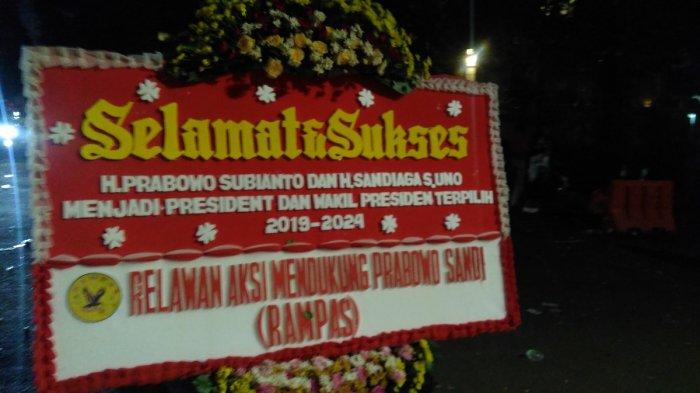 Selamat&Sukses
H.PRABOWO SUBIANTO DAN H.SANDIAGA S.UNO
MENJADI PRESIDENT DAN WAKIL PRESIDEN TERPILIH
2019-2024
RELAWAN AKSI MENDUKUNG PRABOWO SANDI
(RAMPAS)